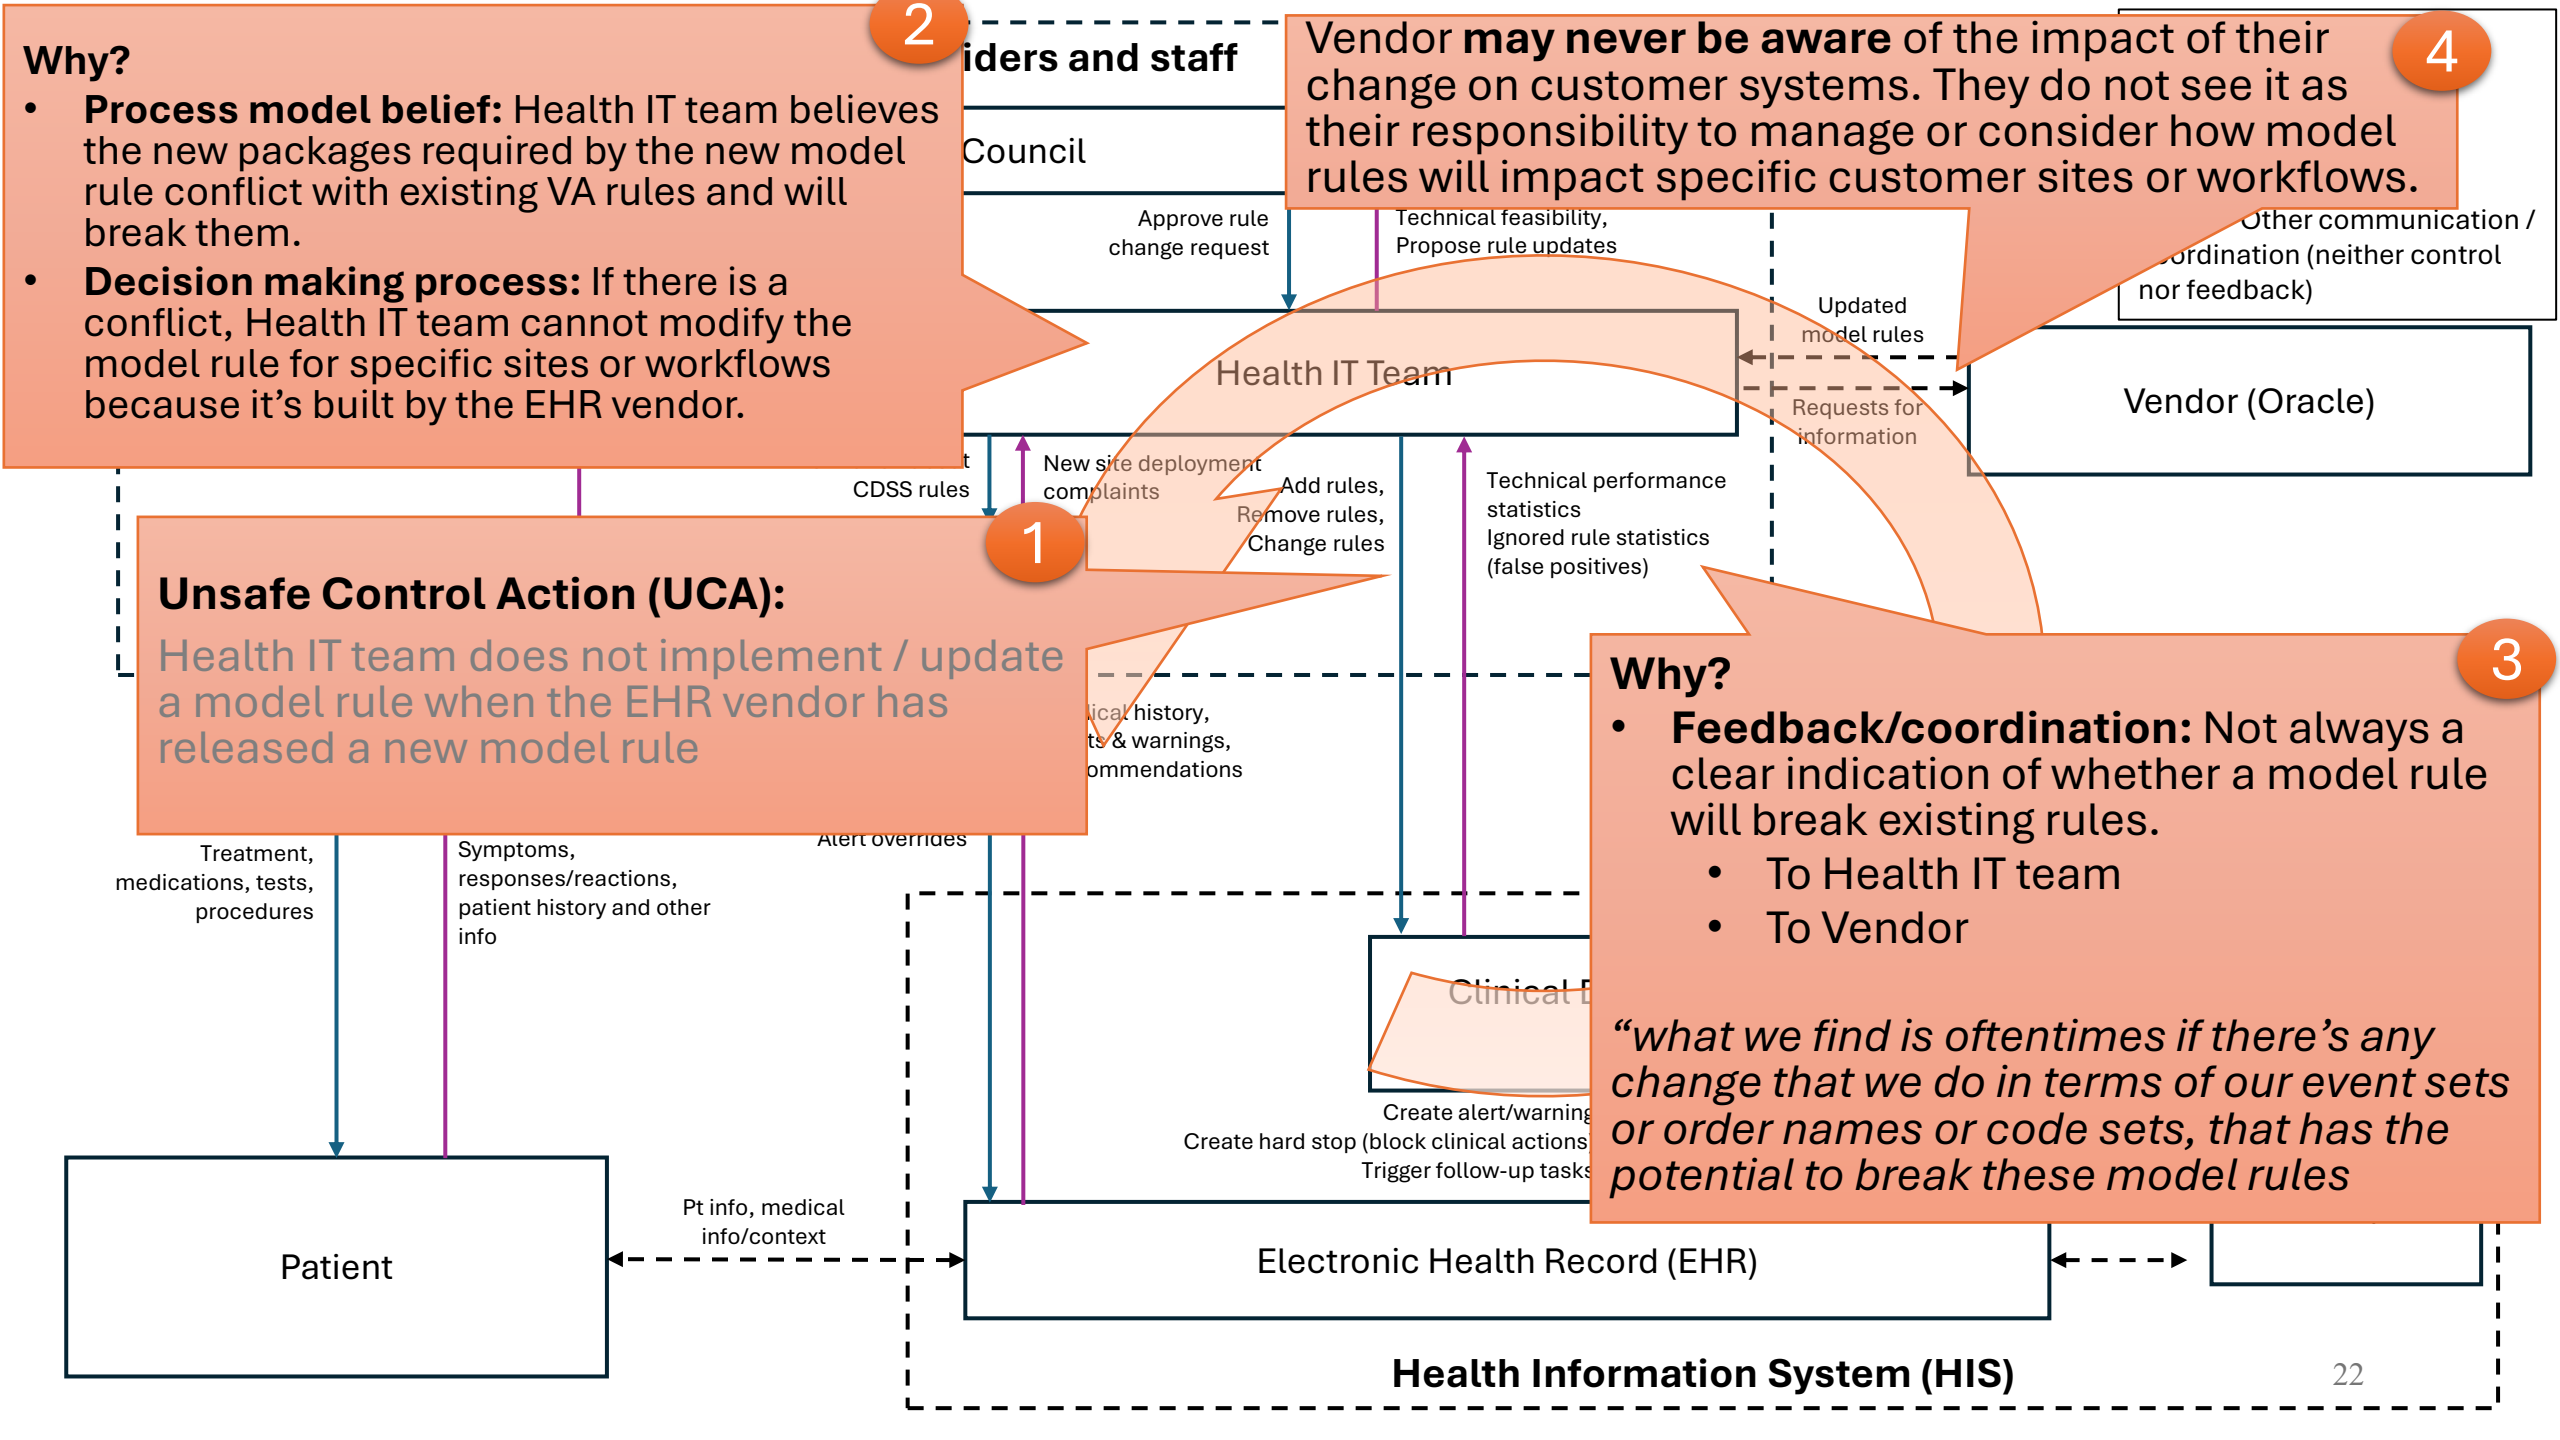 2
Why?
• Process model belief: Health IT team believes
the new packages required by the new model
rule conflict with existing VA rules and will
break them.
• Decision making process: If there is a
conflict, Health IT team cannot modify the
model rule for specific sites or workflows
because it’s built by the EHR vendor.
and staff
Council
4
Vendor may never be aware of the impact of their
change on customer systems. They do not see it as
their responsibility to manage or consider how model
rules will impact specific customer sites or workflows.
Other communication /
(neither control
nor feedback)
Approve rule
change request
Technical feasibility,
Propose rule updates
Health IT Team
Updated
model rules
Requests for
information
Vendor (Oracle)
CDSS rules
New site deployment
complaints
Add rules,
Remove rules,
Change rules
Technical performance
statistics
Ignored rule statistics
(false positives)
1
Unsafe Control Action (UCA):
Health IT team does not implement / update
a model rule when the EHR vendor has
released a new model rule
history,
& warnings,
3
Why?
• Feedback/coordination: Not always a
clear indication of whether a model rule
will break existing rules.
• To Health IT team
• To Vendor
“what we find is oftentimes if there’s any
change that we do in terms of our event sets
or order names or code sets, that has the
potential to break these model rules
Treatment,
medications, tests,
procedures
Symptoms,
responses/reactions,
patient history and other
info
Alert overrides
Clinical
Create alert/warning
Create hard stop (block clinical actions)
Trigger follow-up tasks
Patient
Pt info, medical
info/context
Electronic Health Record (EHR)
Health Information System (HIS)
22